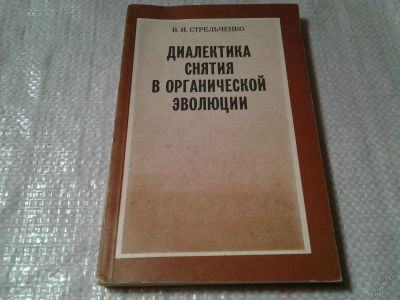 В. И. СТРЕЛЬЧЕНКО
ДИАЛЕКТИКА
СНЯТИЯ
В ОРГАНИЧЕСКОЙ
ЭВОЛЮЦИИ